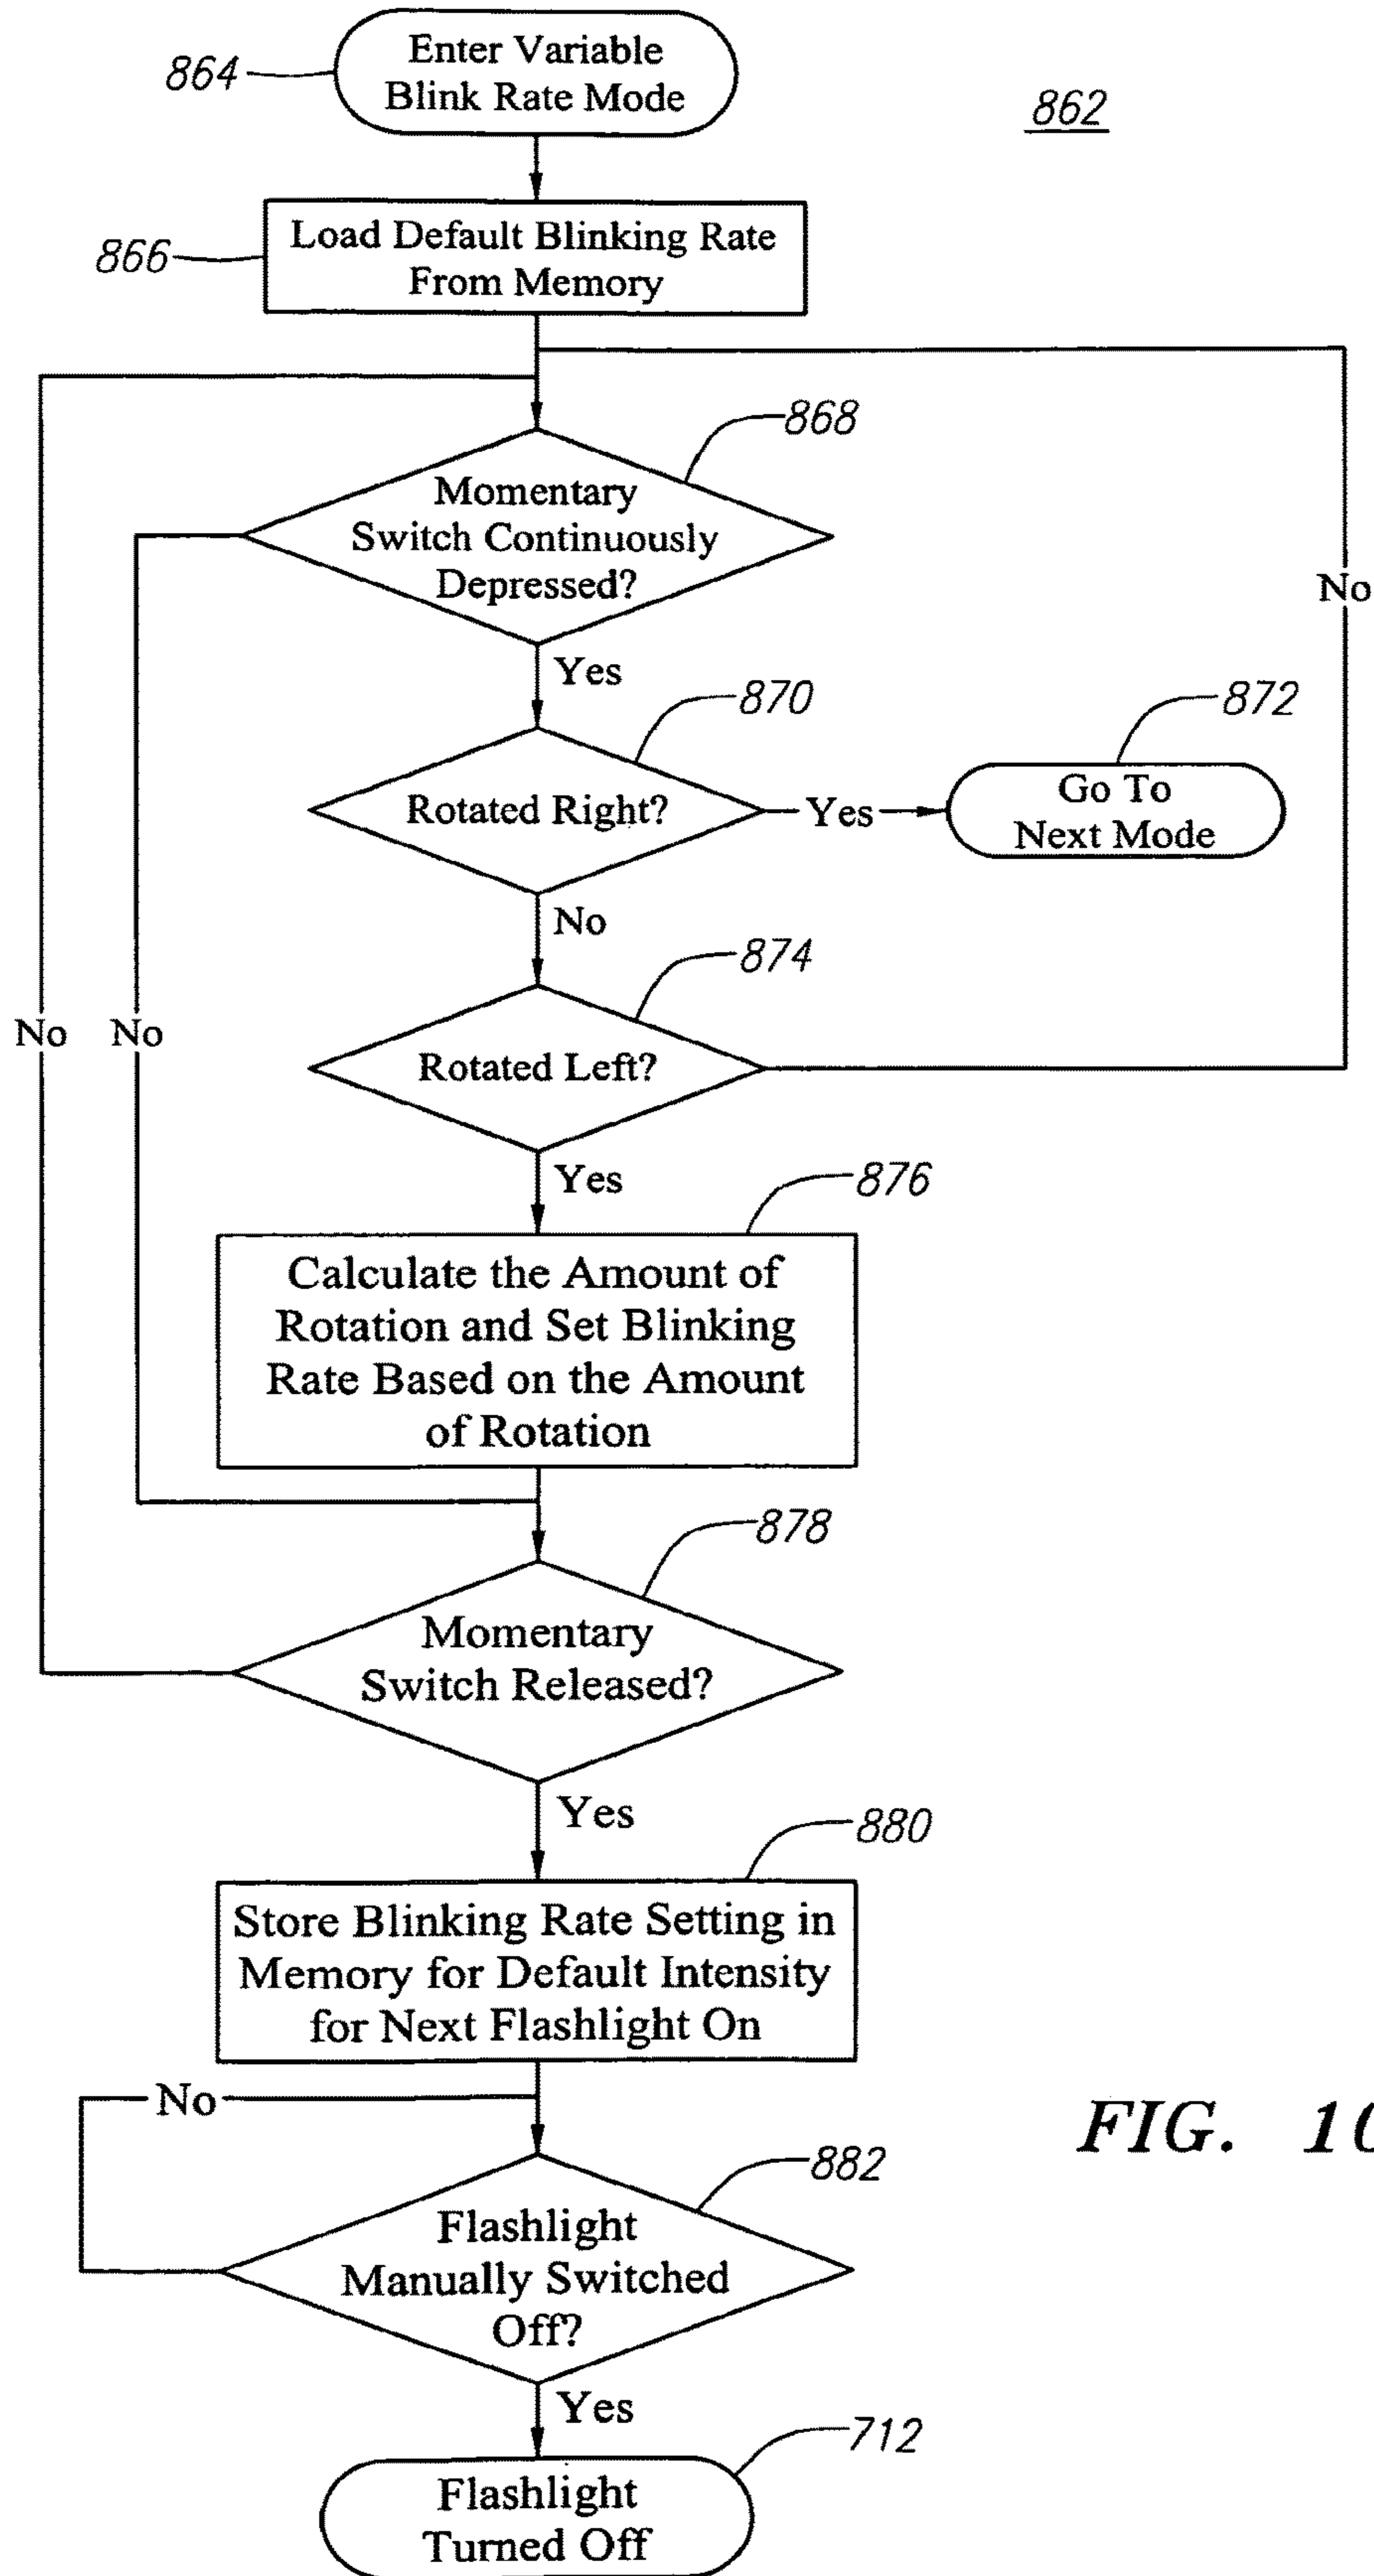 864
Enter Variable
Blink Rate Mode
862
866
Load Default Blinking Rate
From Memory
868
Momentary
Switch Continuously
Depressed?
No
Yes
870
872
Rotated Right?
Yes
Go To
Next Mode
No
874
No
No
Rotated Left?
Yes
876
Calculate the Amount of
Rotation and Set Blinking
Rate Based on the Amount
of Rotation
878
Momentary
Switch Released?
Yes
880
Store Blinking Rate Setting in
Memory for Default Intensity
for Next Flashlight On
No
FIG. 10
882
Flashlight
Manually Switched
Off?
Yes
712
Flashlight
Turned Off